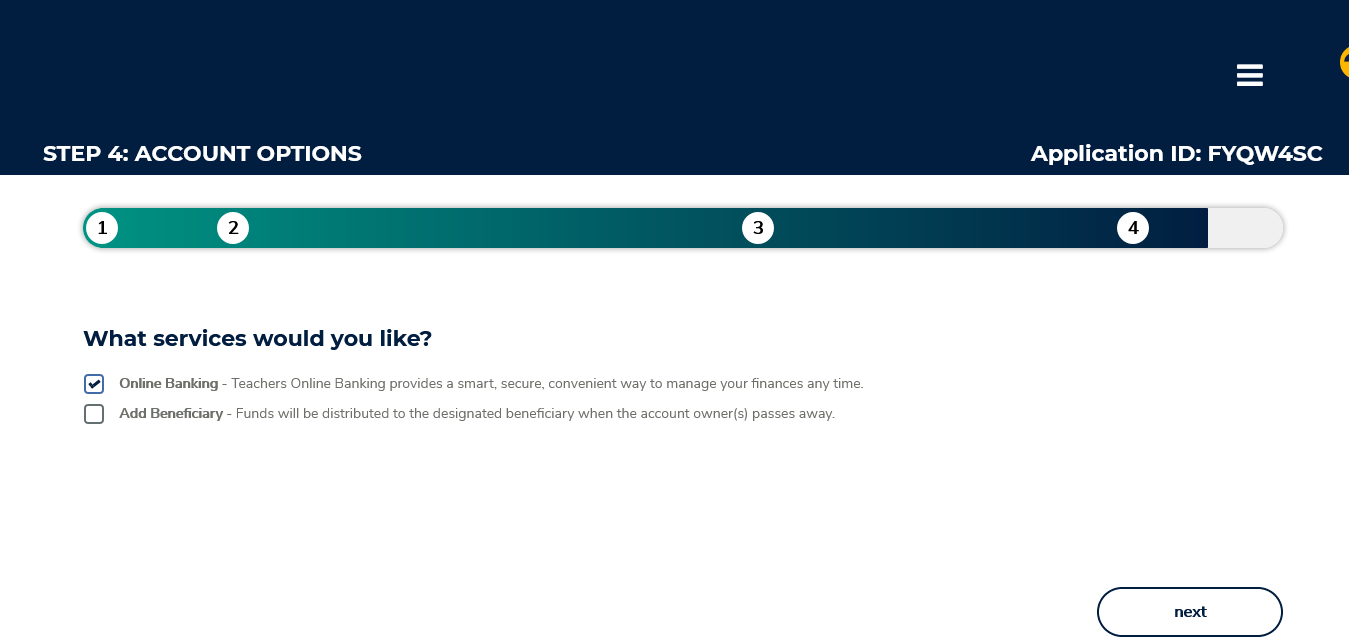 STEP 4: ACCOUNT OPTIONS
Application ID: FYQW4SC
1 2 3 4
What services would you like?
Online Banking - Teachers Online Banking provides a smart, secure, convenient way to manage your finances any time.
Add Beneficiary - Funds will be distributed to the designated beneficiary when the account owner(s) passes away.
next